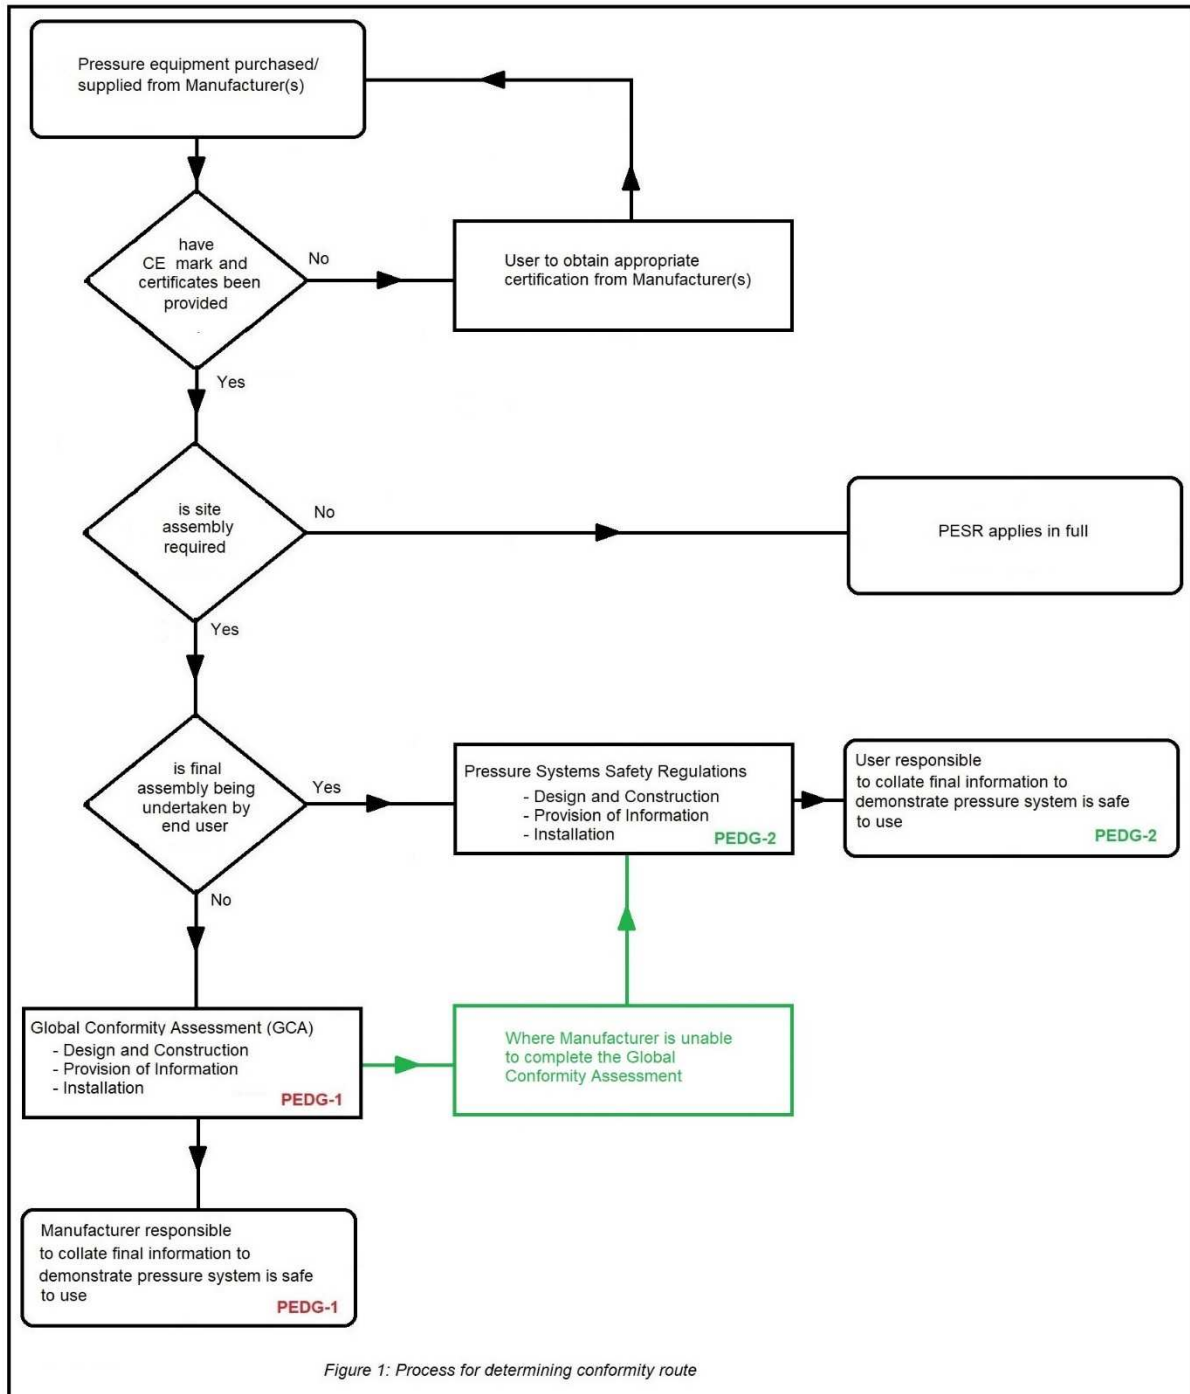 Pressure equipment purchased/
supplied from Manufacturer(s)
have
CE mark and
certificates been
provided
No
User to obtain appropriate
certification from Manufacturer(s)
Yes
is site
assembly
required
No
PESR applies in full
Yes
is final
assembly being
undertaken by
end user
Yes
Pressure Systems Safety Regulations
- Design and Construction
- Provision of Information
- Installation
PEDG-2
User responsible
to collate final information to
demonstrate pressure system is safe
to use
PEDG-2
No
Global Conformity Assessment (GCA)
- Design and Construction
- Provision of Information
- Installation
PEDG-1
Where Manufacturer is unable
to complete the Global
Conformity Assessment
Manufacturer responsible
to collate final information to
demonstrate pressure system is safe
to use
PEDG-1
Figure 1: Process for determining conformity route